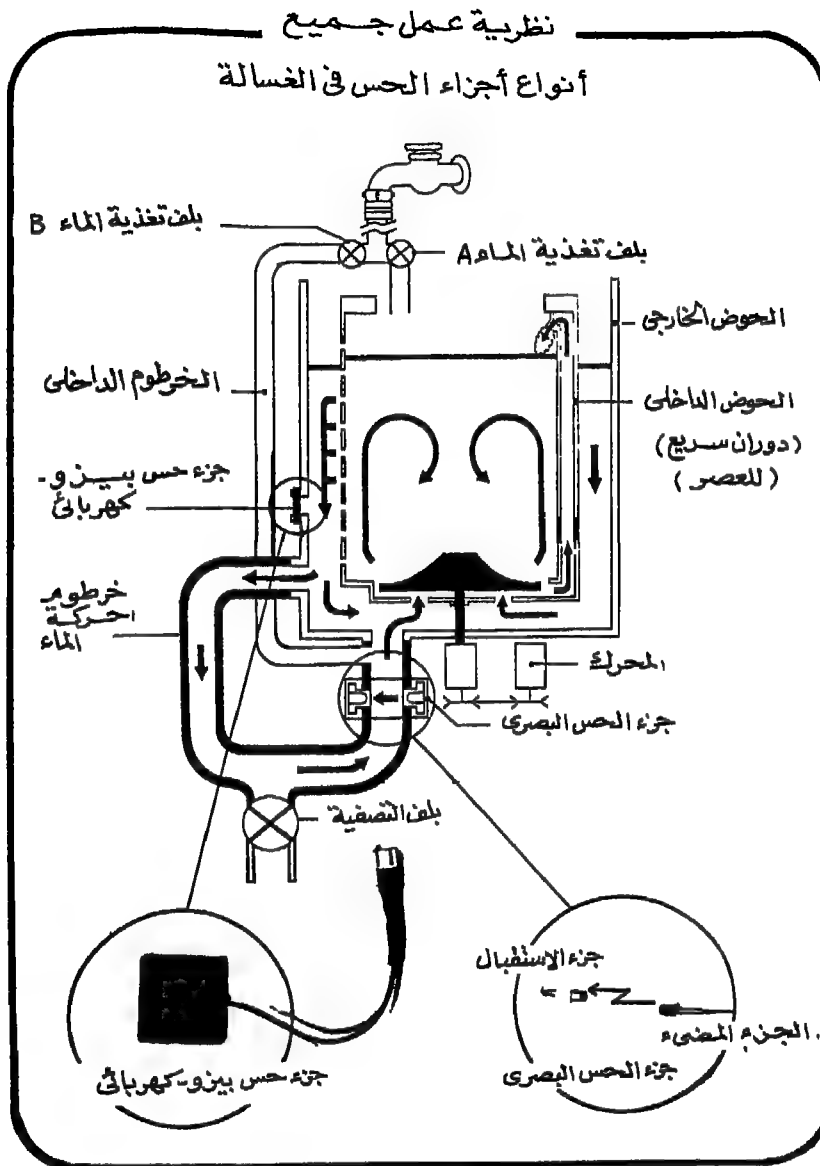 نظرية عمل جميع
أنواع أجزاء الحس في الغسالة
بلف تغذية الماء B
بلف تغذية الماء A
الحوض الخارجى
الخرطوم الداخلى
الحوض الداخلى
(دوران سريع)
(للعصر)
جزء حس بيزو-
كهربائى
خرطوم
حركة
الماء
المحرك
جزء الحس البصرى
بلف التصفية
جزء الاستقبال
الجزء المضىء
جزء الحس البصرى
جزء حس بيزو-كهربائى